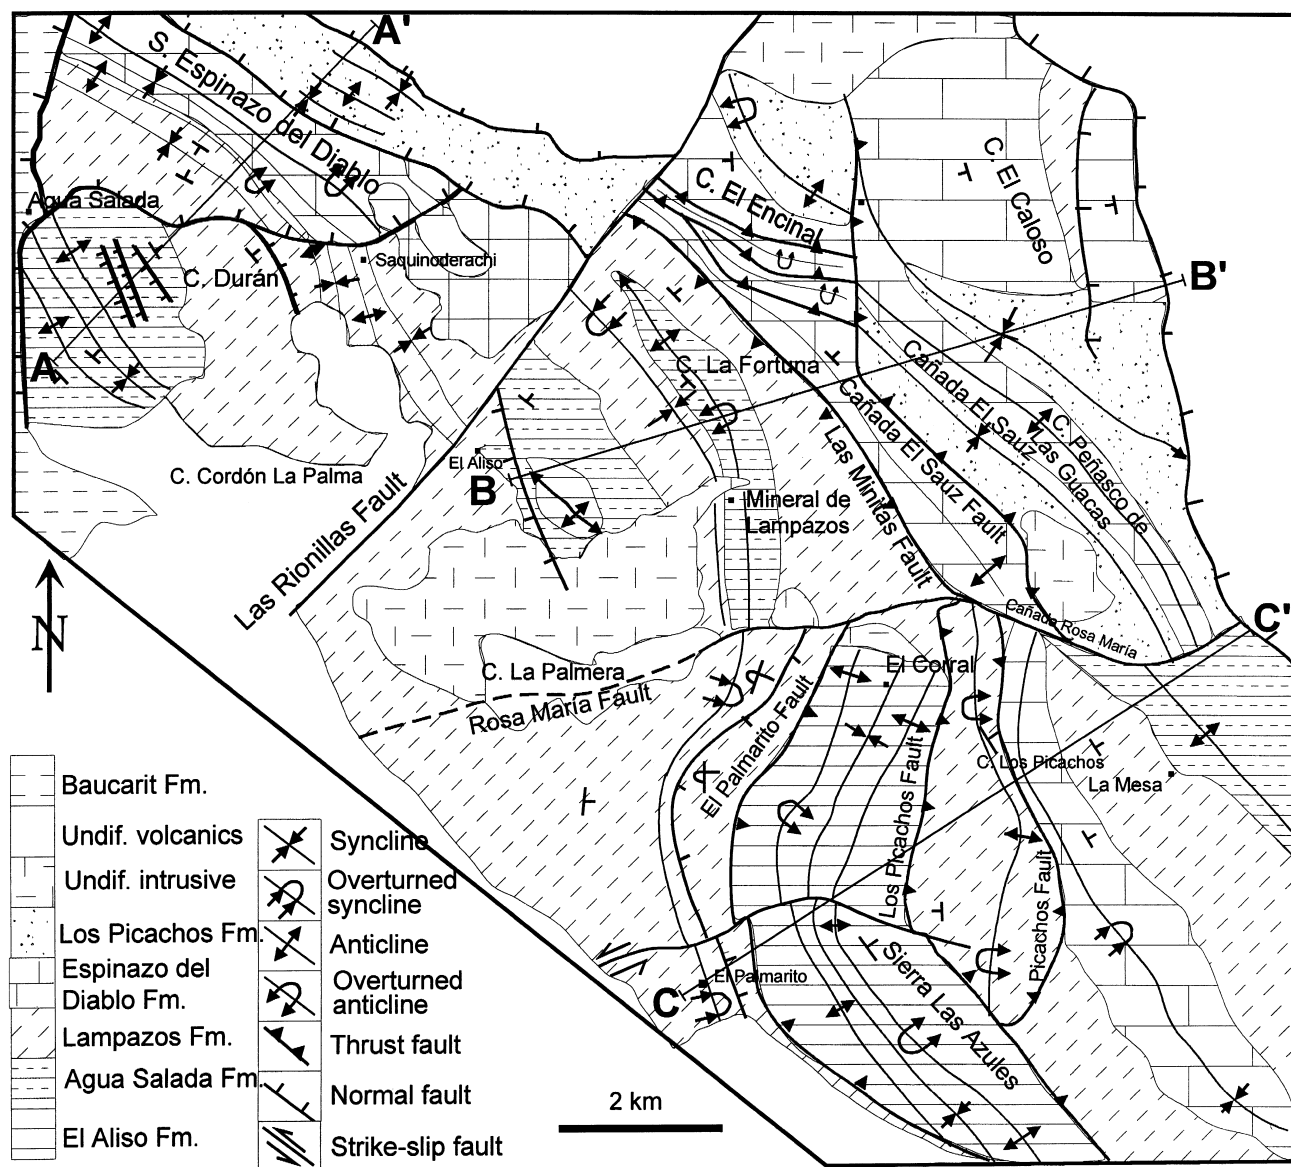 A'
S. Espinazo del Diablo
Agua Salada
C. Durán
Saquinoderachi
A
C. Cordón La Palma
C. El Encinal
C. El Caloso
B'
C. La Fortuna
Cañada El Sauz
C. Peñasco de
Las Guacas
Cañada El Sauz Fault
Las Minitas Fault
El Aliso
B
Mineral de
Lampazos
Las Rionillas Fault
N
Cañada Rosa María
C'
C. La Palmera
Rosa María Fault
El Corral
El Palmarito Fault
Los Picachos Fault
C. Los Picachos
La Mesa
Picachos Fault
C
El Palmarito
Sierra Las Azules
2 km
Baucarit Fm.
Undif. volcanics
Undif. intrusive
Los Picachos Fm.
Espinazo del
Diablo Fm.
Lampazos Fm.
Agua Salada Fm.
El Aliso Fm.
Syncline
Overturned
syncline
Anticline
Overturned
anticline
Thrust fault
Normal fault
Strike-slip fault